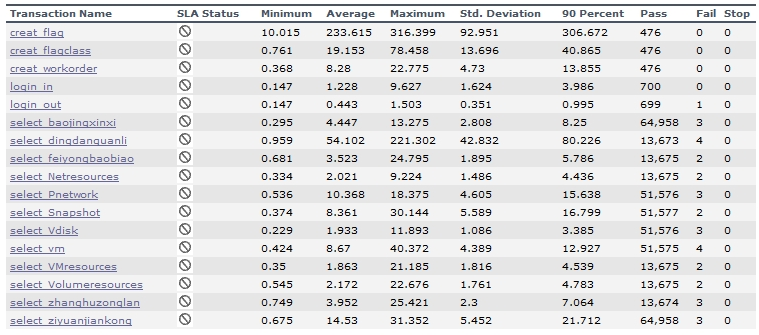 Transaction Name SLA Status Minimum Average Maximum Std. Deviation 90 Percent Pass Fail Stop
creat_flag 10.015 233.615 316.399 92.951 306.672 476 0 0
creat_flagclass 0.761 19.153 78.458 13.696 40.865 476 0 0
creat_workorder 0.368 8.28 22.775 4.73 13.855 476 0 0
login_in 0.147 1.228 9.627 1.624 3.986 700 0 0
login_out 0.147 0.443 1.503 0.351 0.995 699 1 0
select_baojingxinxi 0.295 4.447 13.275 2.808 8.25 64,958 3 0
select_dingdanguanli 0.959 54.102 221.302 42.832 80.226 13,673 4 0
select_feiyongbaobiao 0.681 3.523 24.795 1.895 5.786 13,675 2 0
select_Netresources 0.334 2.021 9.224 1.486 4.436 13,675 2 0
select_Pnetwork 0.536 10.368 18.375 4.605 15.638 51,576 3 0
select_Snapshot 0.374 8.361 30.144 5.589 16.799 51,577 2 0
select_Vdisk 0.229 1.933 11.893 1.086 3.385 51,576 3 0
select_vm 0.424 8.67 40.372 4.389 12.927 51,575 4 0
select_VMresources 0.35 1.863 21.185 1.816 4.539 13,675 2 0
select_Volumeresources 0.545 2.172 22.676 1.761 4.783 13,675 2 0
select_zhanghuzonglan 0.749 3.952 25.421 2.3 7.064 13,674 3 0
select_ziyuanjiankong 0.675 14.53 31.352 5.452 21.712 64,958 3 0